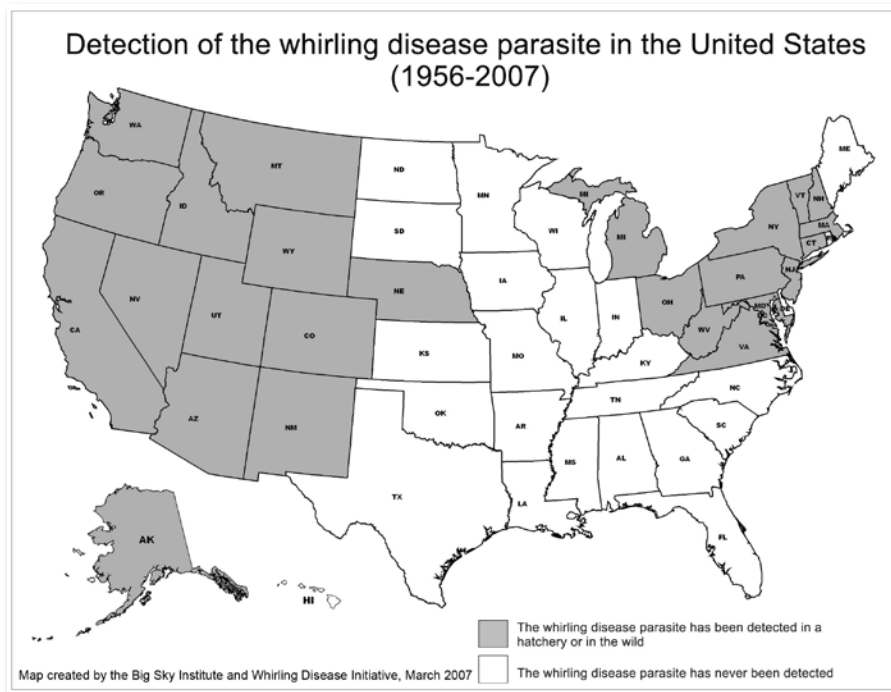 Detection of the whirling disease parasite in the United States
(1956-2007)
WA
MT
ND
ME
OR
ID
MN
VT
NH
MI
SD
WI
NY
MA
WY
MI
CT
IA
PA
NJ
NE
NV
OH
UT
IL
IN
MD
DE
CO
WV
DC
CA
VA
KS
MO
KY
NC
TN
AZ
OK
NM
AR
SC
MS
AL
GA
TX
LA
FL
AK
HI
The whirling disease parasite has been detected in a
hatchery or in the wild
Map created by the Big Sky Institute and Whirling Disease Initiative, March 2007
The whirling disease parasite has never been detected